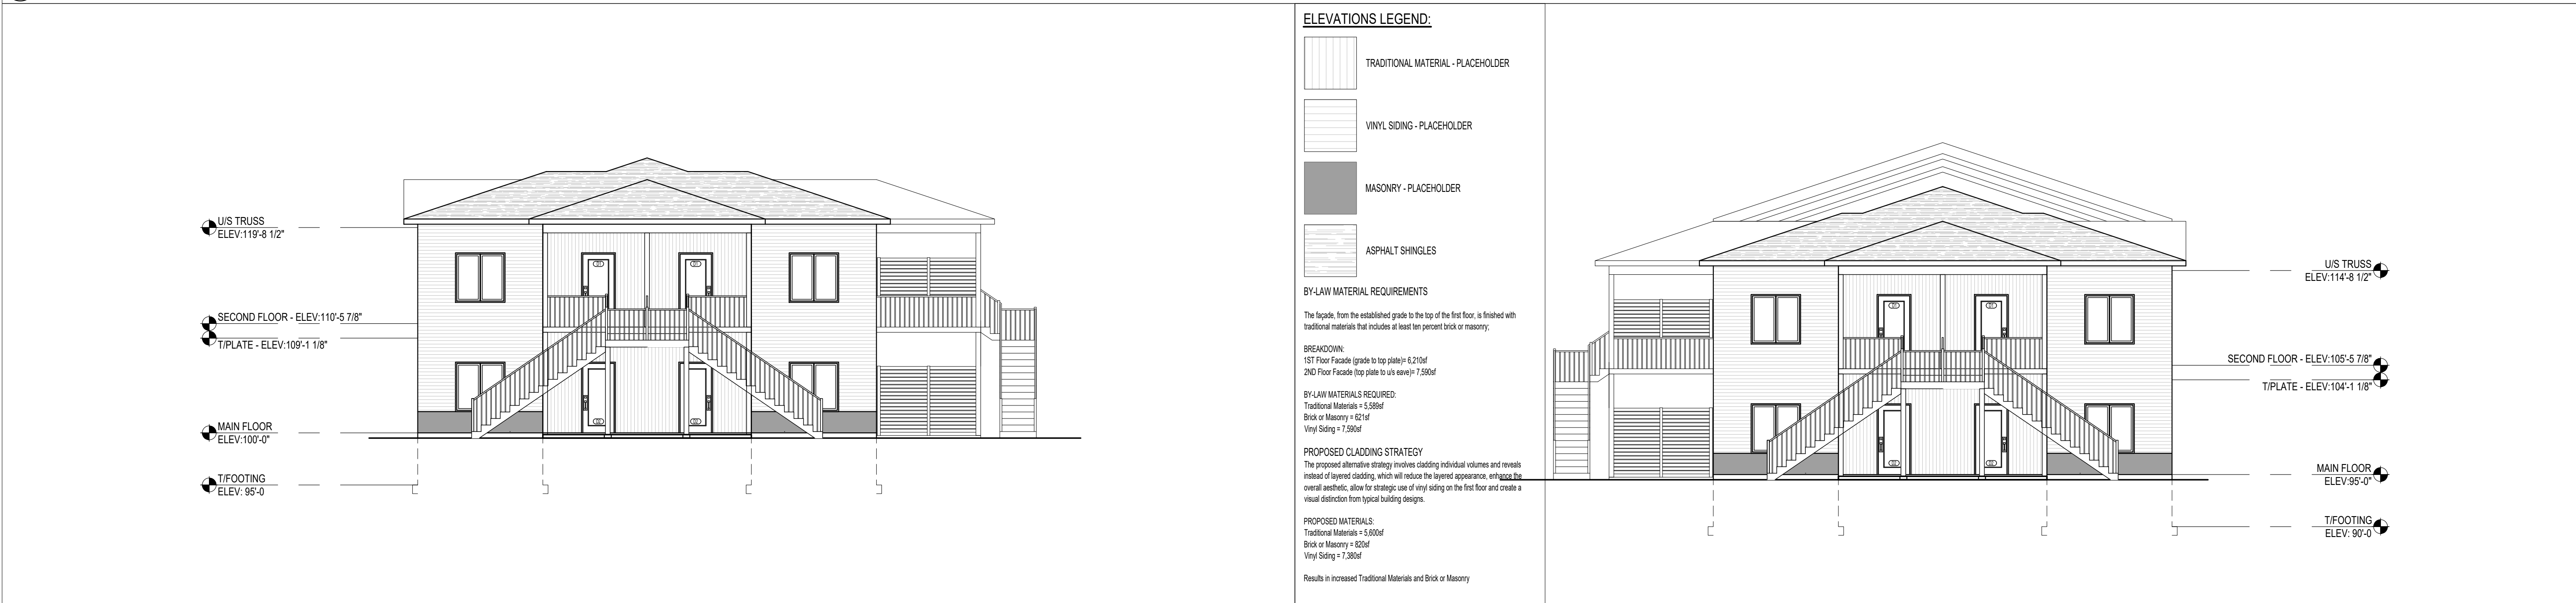 U/S TRUSS
ELEV:119'-8 1/2"
SECOND FLOOR - ELEV:110'-5 7/8"
T/PLATE - ELEV:109'-1 1/8"
MAIN FLOOR
ELEV:100'-0"
T/FOOTING
ELEV: 95'-0
ELEVATIONS LEGEND:
TRADITIONAL MATERIAL - PLACEHOLDER
VINYL SIDING - PLACEHOLDER
MASONRY - PLACEHOLDER
ASPHALT SHINGLES
BY-LAW MATERIAL REQUIREMENTS
The façade, from the established grade to the top of the first floor, is finished with
traditional materials that includes at least ten percent brick or masonry;
BREAKDOWN:
1ST Floor Facade (grade to top plate)= 6,210sf
2ND Floor Facade (top plate to u/s eave)= 7,590sf
BY-LAW MATERIALS REQUIRED:
Traditional Materials = 5,589sf
Brick or Masonry = 621sf
Vinyl Siding = 7,590sf
PROPOSED CLADDING STRATEGY
The proposed alternative strategy involves cladding individual volumes and reveals
instead of layered cladding, which will reduce the layered appearance, enhance the
overall aesthetic, allow for strategic use of vinyl siding on the first floor and create a
visual distinction from typical building designs.
PROPOSED MATERIALS:
Traditional Materials = 5,600sf
Brick or Masonry = 820sf
Vinyl Siding = 7,380sf
Results in increased Traditional Materials and Brick or Masonry
U/S TRUSS
ELEV:114'-8 1/2"
SECOND FLOOR - ELEV:105'-5 7/8"
T/PLATE - ELEV:104'-1 1/8"
MAIN FLOOR
ELEV:95'-0"
T/FOOTING
ELEV: 90'-0